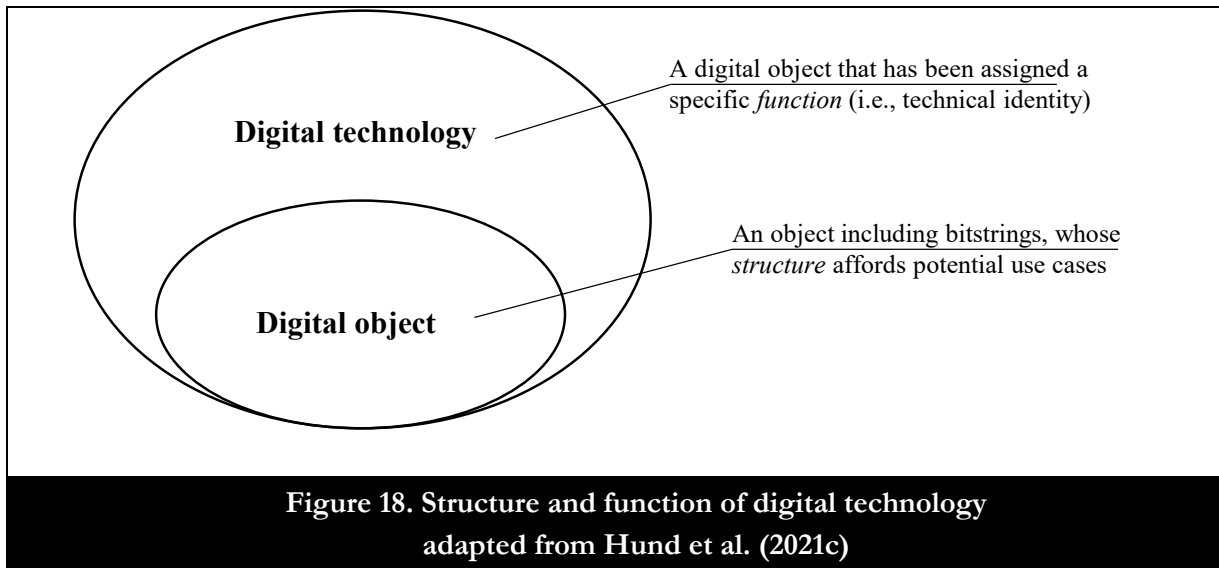 A digital object that has been assigned a
specific function (i.e., technical identity)
Digital technology
An object including bitstrings, whose
structure affords potential use cases
Digital object
Figure 18. Structure and function of digital technology
adapted from Hund et al. (2021c)